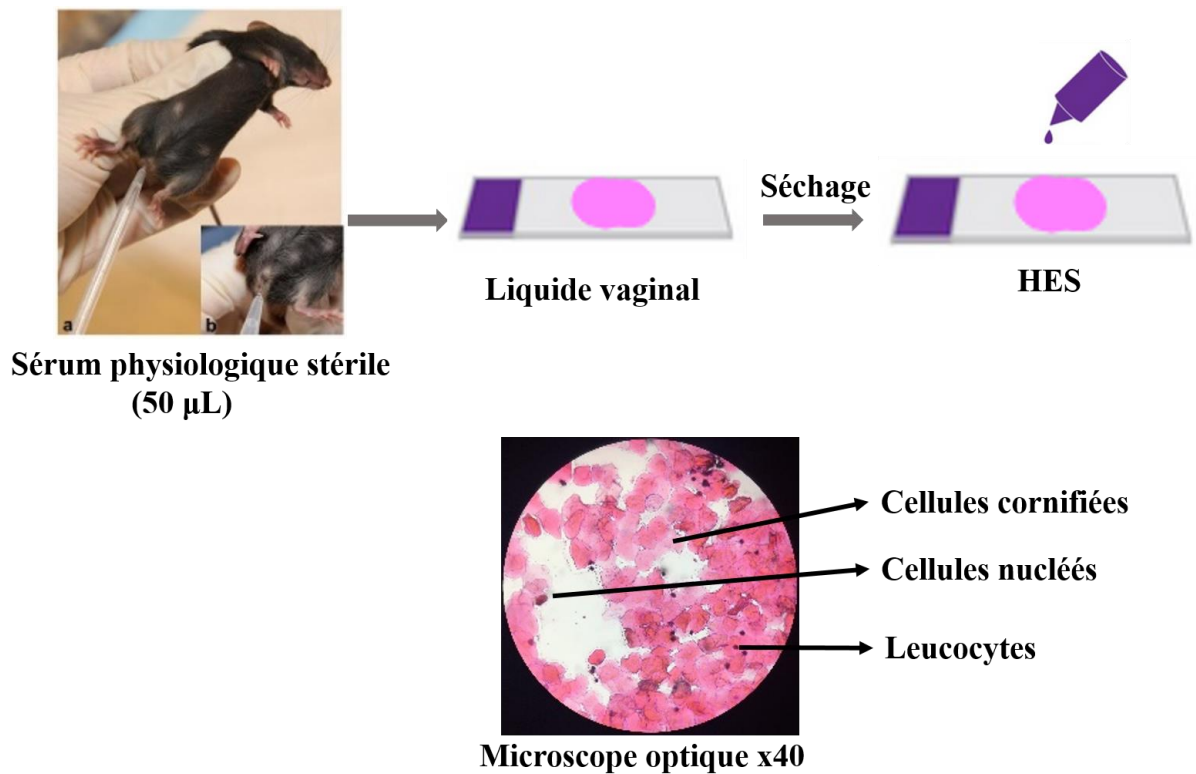 a
b
Sérum physiologique stérile
(50 µL)
Liquide vaginal
Séchage
HES
Cellules cornifiées
Cellules nucléés
Leucocytes
Microscope optique x40